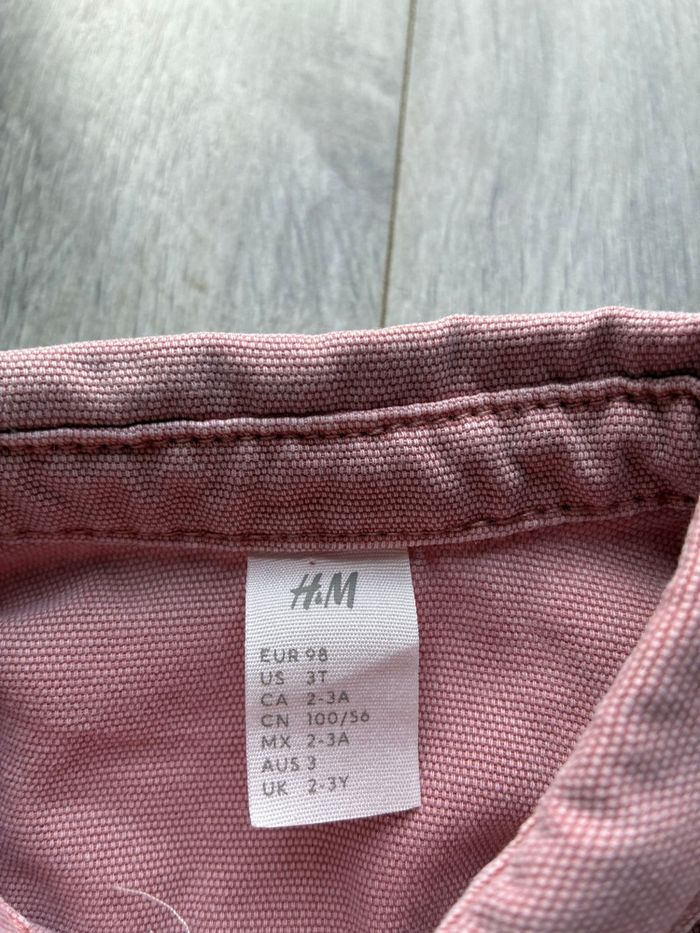 H&M
EUR 98
US 3T
CA 2-3A
CN 100/56
MX 2-3A
AUS 3
UK 2-3Y